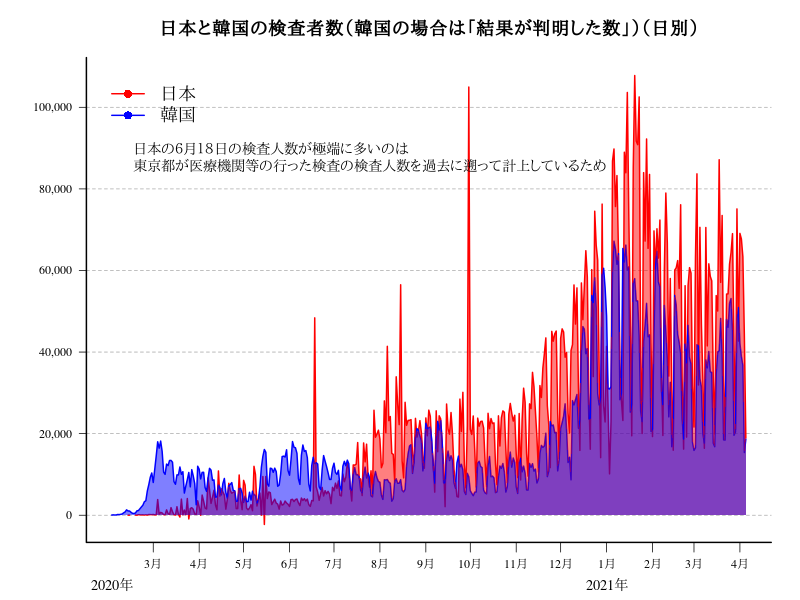 日本と韓国の検査者数（韓国の場合は「結果が判明した数」）（日別）
日本
韓国
日本の6月18日の検査人数が極端に多いのは
東京都が医療機関等の行った検査の検査人数を過去に遡って計上しているため
100,000
80,000
60,000
40,000
20,000
0
3月 4月 5月 6月 7月 8月 9月 10月 11月 12月 1月 2月 3月 4月
2020年 2021年